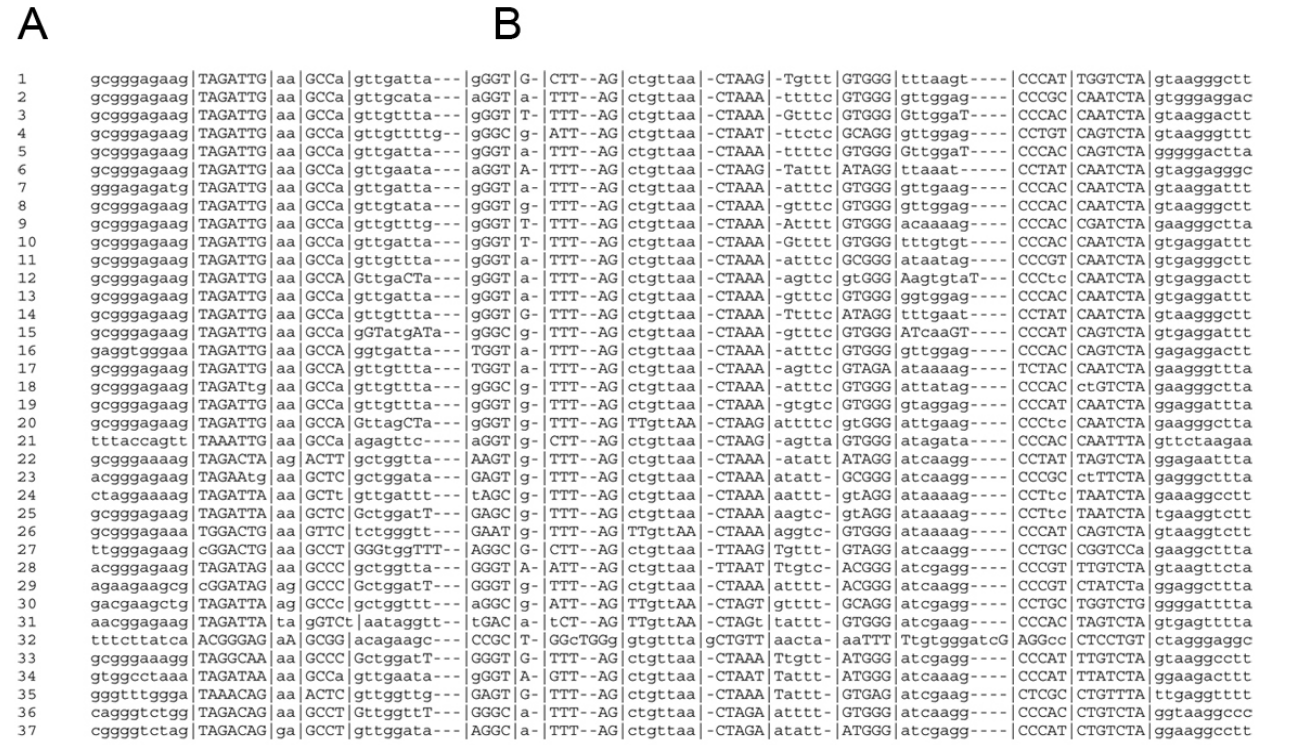 A B
1 gcgggagaag|TAGATTG|aa|GCCa|gttgatta---|gGGT|G-|CTT--AG|ctgttaa|-CTAAG|-Tgttt|GTGGG|tttaagt----|CCCAT|TGGTCTA|gtaagggctt
2 gcgggagaag|TAGATTG|aa|GCCa|gttgcata---|aGGT|a-|TTT--AG|ctgttaa|-CTAAA|-ttttc|GTGGG|gttggag----|CCCGC|CAATCTA|gtgggaggac
3 gcgggagaag|TAGATTG|aa|GCCa|gttgttta---|gGGT|T-|TTT--AG|ctgttaa|-CTAAA|-Gtttc|GTGGG|GttggaT----|CCCAC|CAATCTA|gtaaggactt
4 gcgggagaag|TAGATTG|aa|GCCa|gttgttttg--|gGGC|g-|ATT--AG|ctgttaa|-CTAAT|-ttctc|GCAGG|gttggag----|CCTGT|CAGTCTA|gtaagggttt
5 gcgggagaag|TAGATTG|aa|GCCa|gttgatta---|gGGT|a-|TTT--AG|ctgttaa|-CTAAA|-ttttc|GTGGG|GttggaT----|CCCAC|CAGTCTA|gggggactta
6 gcgggagaag|TAGATTG|aa|GCCa|gttgaata---|aGGT|A-|TTT--AG|ctgttaa|-CTAAG|-Tattt|ATAGG|ttaaat-----|CCTAT|CAATCTA|gtaggagggc
7 gggagagatg|TAGATTG|aa|GCCa|gttgatta---|gGGT|a-|TTT--AG|ctgttaa|-CTAAA|-atttc|GTGGG|gttgaag----|CCCAC|CAATCTA|gtaaggattt
8 gcgggagaag|TAGATTG|aa|GCCa|gttgtata---|gGGT|g-|TTT--AG|ctgttaa|-CTAAA|-gtttc|GTGGG|gttggag----|CCCAC|CAATCTA|gtaagggctt
9 gcgggagaag|TAGATTG|aa|GCCa|gttgtttg---|gGGT|T-|TTT--AG|ctgttaa|-CTAAA|-Atttt|GTGGG|acaaaag----|CCCAC|CGATCTA|gaagggctta
10 gcgggagaag|TAGATTG|aa|GCCa|gttgatta---|gGGT|T-|TTT--AG|ctgttaa|-CTAAA|-Gtttt|GTGGG|tttgtgt----|CCCAC|CAATCTA|gtgaggattt
11 gcgggagaag|TAGATTG|aa|GCCa|gttgttta---|gGGT|a-|TTT--AG|ctgttaa|-CTAAA|-atttc|GCGGG|ataatag----|CCCGT|CAATCTA|gtgagggctt
12 gcgggagaag|TAGATTG|aa|GCCA|GttgaCTa---|gGGT|a-|TTT--AG|ctgttaa|-CTAAA|-agttc|gtGGG|AagtgtaT---|CCCtc|CAATCTA|gtgaggactt
13 gcgggagaag|TAGATTG|aa|GCCa|gttgatta---|gGGT|a-|TTT--AG|ctgttaa|-CTAAA|-gtttc|GTGGG|ggtggag----|CCCAC|CAATCTA|gtgaggattt
14 gcgggagaag|TAGATTG|aa|GCCa|gttgttta---|gGGT|G-|TTT--AG|ctgttaa|-CTAAA|-Ttttc|ATAGG|tttgaat----|CCTAT|CAATCTA|gtaagggctt
15 gcgggagaag|TAGATTG|aa|GCCa|gGTatgATa---|gGGC|g-|TTT--AG|ctgttaa|-CTAAA|-gtttc|GTGGG|ATCaaGT----|CCCAT|CAGTCTA|gtgaggattt
16 gaggtgggaa|TAGATTG|aa|GCCA|ggtgatta---|TGGT|a-|TTT--AG|ctgttaa|-CTAAA|-atttc|GTGGG|gttggag----|CCCAC|CAGTCTA|gagaggactt
17 gcgggagaag|TAGATTG|aa|GCCA|gttgttta---|TGGT|a-|TTT--AG|ctgttaa|-CTAAA|-agttc|GTAGA|ataaaag----|TCTAC|CAATCTA|gaagggttta
18 gcgggagaag|TAGATtg|aa|GCCA|gttgttta---|gGGC|g-|TTT--AG|ctgttaa|-CTAAA|-atttc|GTGGG|attatag----|CCCAC|ctGTCTA|gaagggctta
19 gcgggagaag|TAGATTG|aa|GCCa|gttgttta---|gGGT|g-|TTT--AG|ctgttaa|-CTAAA|-gtgtc|GTGGG|gtaggag----|CCCAT|CAATCTA|ggaggattta
20 gcgggagaag|TAGATTG|aa|GCCA|GttagCTa---|gGGT|g-|TTT--AG|TTgttAA|-CTAAG|attttc|gtGGG|attgaag----|CCCtc|CAATCTA|gaagggctta
21 tttaccagtt|TAAATTG|aa|GCCa|agagttc----|aGGT|g-|CTT--AG|ctgttaa|-CTAAG|-agtta|GTGGG|atagata----|CCCAC|CAATTTA|gttctaagaa
22 gcgggaaaag|TAGACTA|ag|ACTT|gctggtta---|AAGT|g-|TTT--AG|ctgttaa|-CTAAA|-atatt|ATAGG|atcaagg----|CCTAT|TAGTCTA|ggagaattta
23 acgggagaag|TAGAAtg|aa|GCTC|gctggata---|GAGT|g-|TTT--AG|ctgttaa|-CTAAA|atatt-|GCGGG|ataaaag----|CCCGC|ctTTCTA|gagggcttta
24 ctaggaaaag|TAGATTA|aa|GCTt|gttgattt---|tAGC|g-|TTT--AG|ctgttaa|-CTAAA|aattt-|gtAGG|ataaaag----|CCTtc|TAATCTA|gaaaggcctt
25 gcgggagaag|TAGATTA|aa|GCTC|GctggatT---|GAGC|g-|TTT--AG|ctgttaa|-CTAAA|aagtc-|gtAGG|ataaaag----|CCTtc|TAATCTA|tgaaggtctt
26 gcgggagaaa|TGGACTG|aa|GTTC|tctgggtt---|GAAT|g-|TTT--AG|TTgttAA|-CTAAA|aggtc-|GTGGG|ataaaag----|CCCAT|CAGTCTA|gtaaggtctt
27 ttgggagaag|cGGACTG|aa|GCCT|GGGtggTTT--|AGGC|G-|CTT--AG|ctgttaa|-TTAAG|Tgttt-|GTAGG|atcaagg----|CCTGC|CGGTCCa|gaaggcttta
28 acgggagaag|TAGATAG|aa|GCCC|gctggtta---|GGGT|A-|ATT--AG|ctgttaa|-TTAAT|Ttgtc-|ACGGG|atcgagg----|CCCGT|TTGTCTA|gtaagttcta
29 agaagaagcg|cGGATAG|ag|GCCC|GctggatT---|GGGT|g-|TTT--AG|ctgttaa|-CTAAA|atttt-|ACGGG|atcaagg----|CCCGT|CTATCTa|ggaggcttta
30 gacgaagctg|TAGATTA|ag|GCCc|gctggttt---|aGGC|g-|ATT--AG|TTgttAA|-CTAGT|gtttt-|GCAGG|atcgagg----|CCTGC|TGGTCTG|ggggatttta
31 aacggagaag|TAGATTA|ta|gGTCt|aataggtt---|tGAC|a-|tCT--AG|TTgttAA|-CTAGt|tattt-|GTGGG|atcgaag----|CCCAC|TAGTCTA|gtgagtttta
32 tttcttatca|ACGGGAG|aA|GCGG|acagaagc---|CCGC|T-|GGcTGGg|gtgttta|gCTGTT|aacta-|aaTTT|TtgtgggatcG|AGGcc|CTCCTGT|ctagggaggc
33 gcgggaaagg|TAGGCAA|aa|GCCC|GctggatT---|GGGT|G-|TTT--AG|ctgttaa|-CTAAA|Ttgtt-|ATGGG|atcgagg----|CCCAT|TTGTCTA|gtaaggcctt
34 gtggcctaaa|TAGATAA|aa|GCCa|gttggata---|gGGT|A-|GTT-AG|ctgttaa|-CTAAT|Tattt-|ATGGG|atcaaag----|CCCAT|TTATCTA|ggaagacttt
35 gggtttggga|TAAACAG|aa|ACTC|gttggttg---|GAGT|G-|TTT--AG|ctgttaa|-CTAAA|Tattt-|GTGAG|atcgaag----|CTCGC|CTGTTTA|ttgaggtttt
36 cagggtctgg|TAGACAG|aa|GCCT|GttggttT---|GGGC|a-|TTT--AG|ctgttaa|-CTAGA|atttt-|GTGGG|atcaagg----|CCCAC|CTGTCTA|ggtaaggccc
37 cggggtctag|TAGACAG|ga|GCCT|gttggtta---|AGGC|a-|TTT--AG|ctgttaa|-CTAGA|atatt-|ATGGG|atcaagg----|CCCAT|CTGTCTA|ggaaggcctt